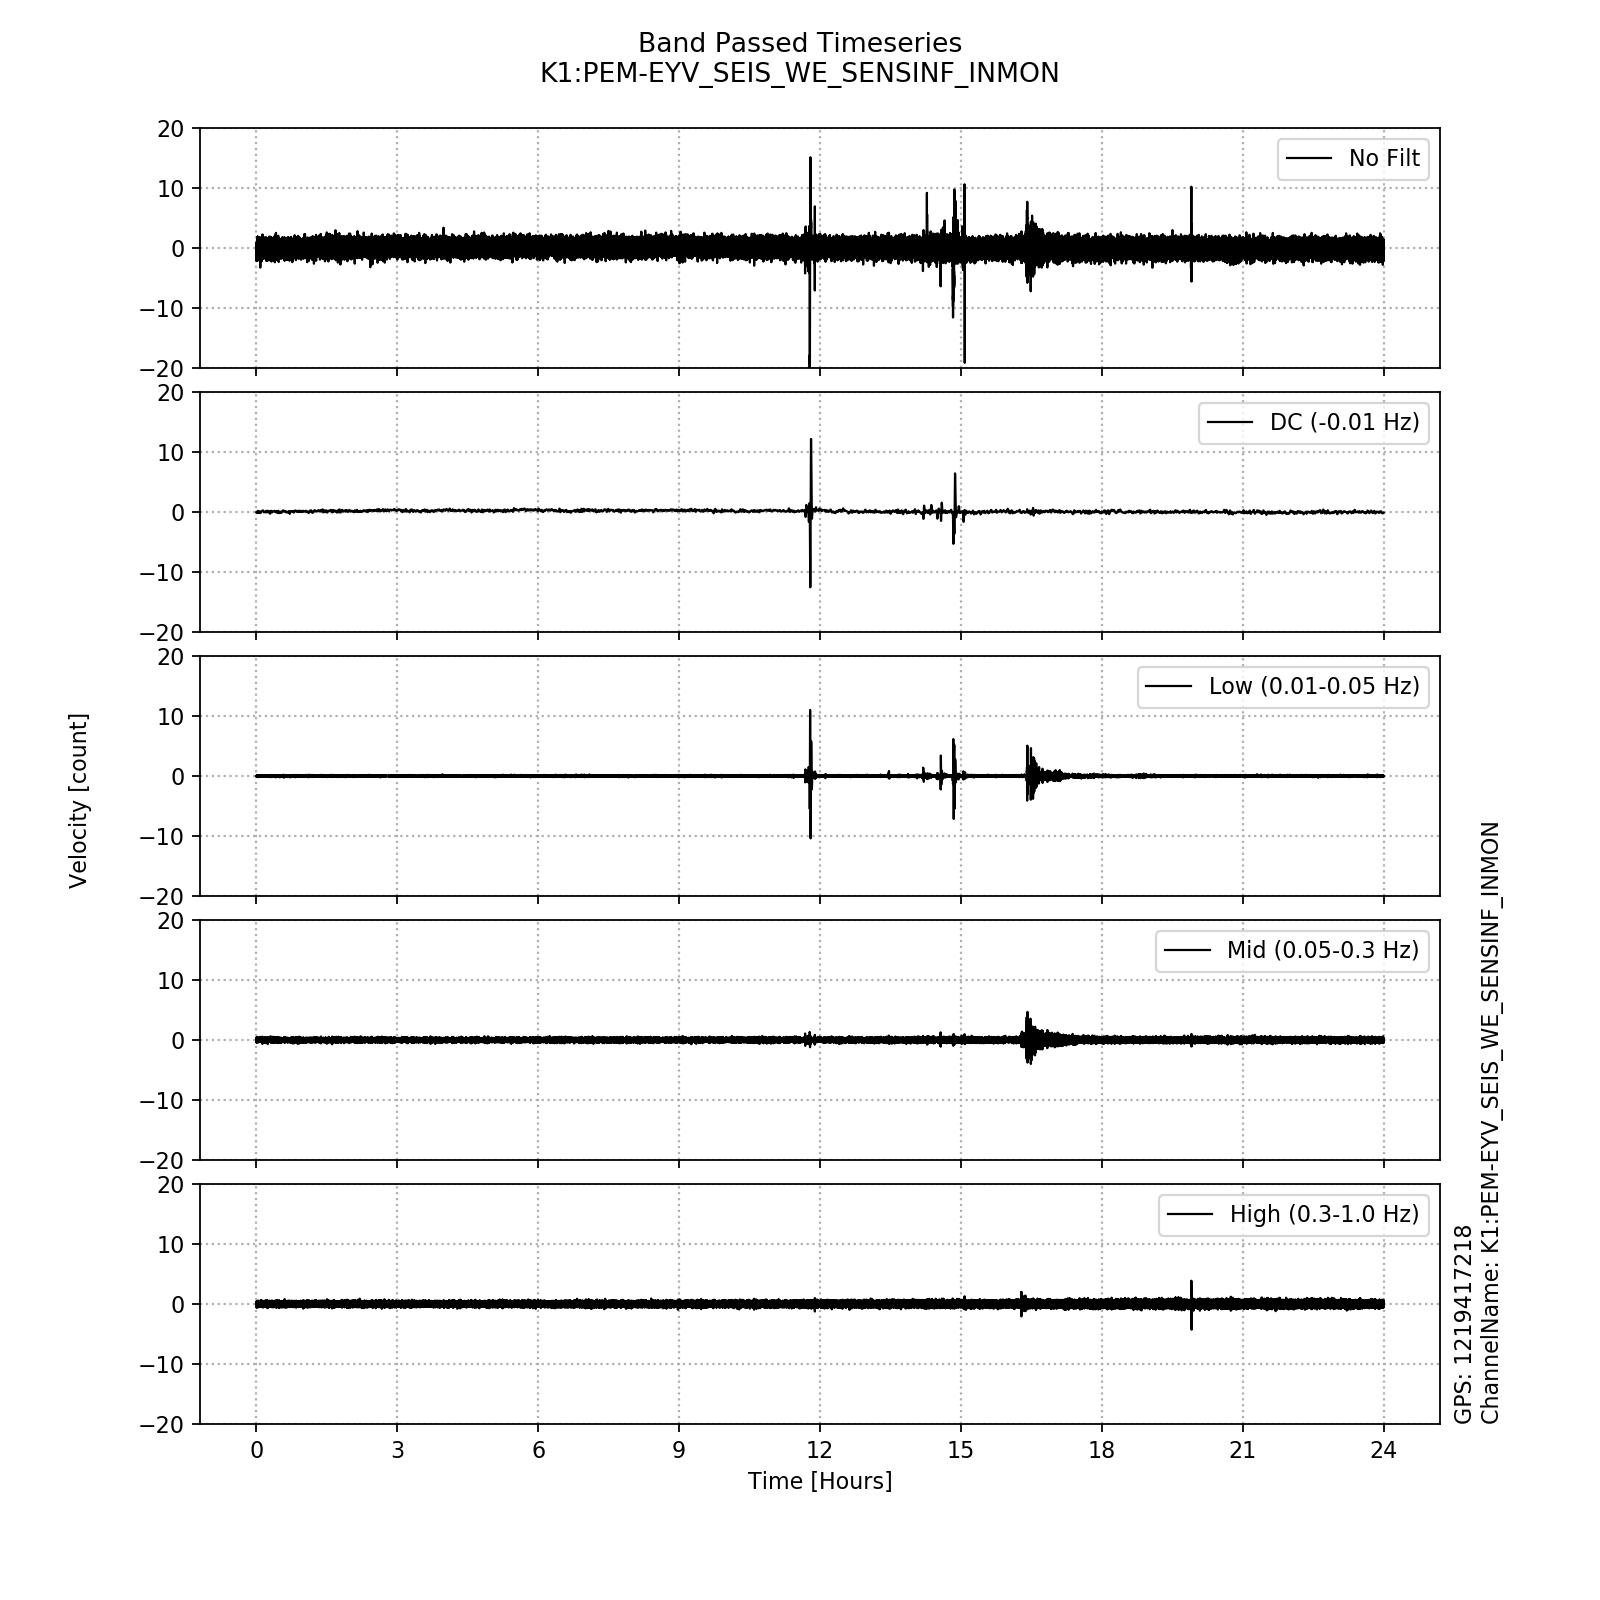 Band Passed Timeseries
K1:PEM-EYV_SEIS_WE_SENSINF_INMON
20
10
0
−10
−20
No Filt
20
10
0
−10
−20
DC (-0.01 Hz)
20
10
0
−10
−20
Low (0.01-0.05 Hz)
Velocity [count]
20
10
0
−10
−20
Mid (0.05-0.3 Hz)
20
10
0
−10
−20
High (0.3-1.0 Hz)
0 3 6 9 12 15 18 21 24
Time [Hours]
GPS: 1219417218
ChannelName: K1:PEM-EYV_SEIS_WE_SENSINF_INMON